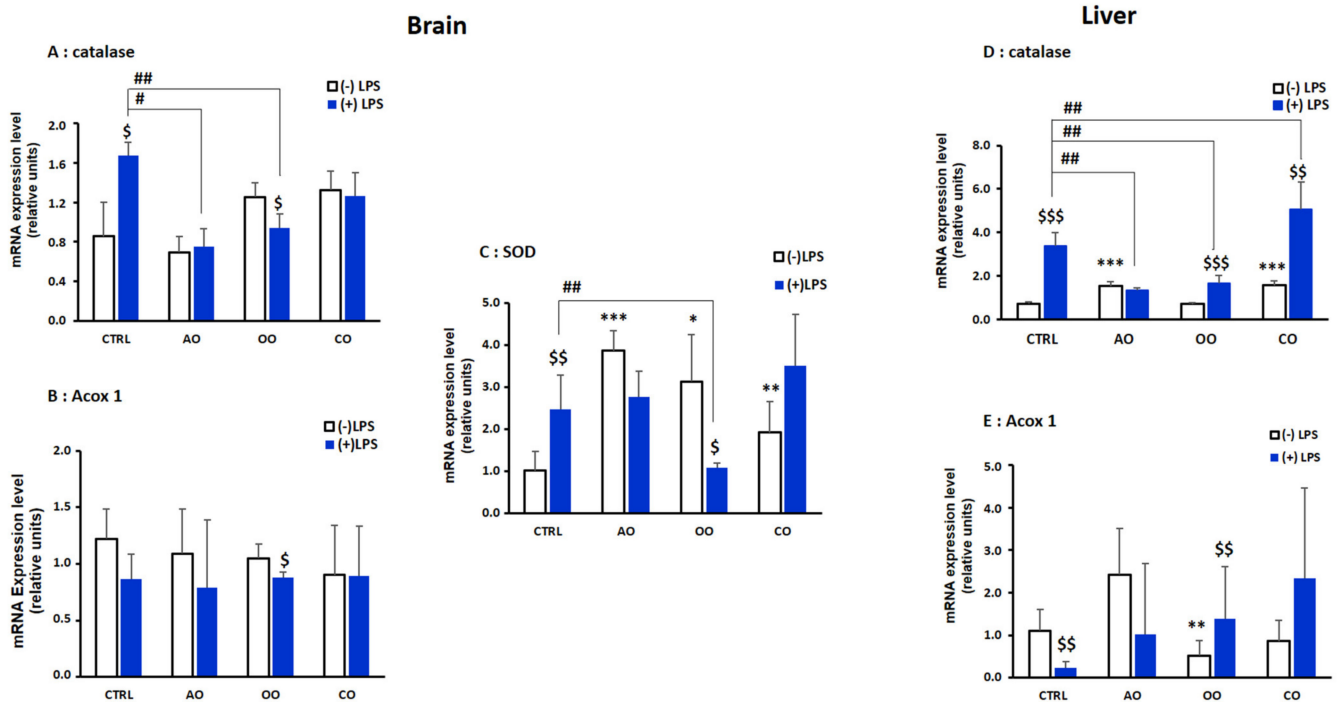 Brain
Liver
A : catalase
##
#
(-) LPS
(+) LPS
mRNA expression level
(relative units)
2.0
1.6
1.2
0.8
0.4
0.0
$
$
CTRL AO OO CO
B : Acox 1
(-)LPS
(+)LPS
mRNA Expression level
(relative units)
2.0
1.5
1.0
0.5
0.0
$
CTRL AO OO CO
C : SOD
(-)LPS
(+)LPS
##
mRNA expression level
(relative units)
5.0
4.0
3.0
2.0
1.0
0.0
$$ *** * $ **
CTRL AO OO CO
D : catalase
(-) LPS
(+) LPS
##
##
##
mRNA expression level
(relative units)
8.0
6.0
4.0
2.0
0.0
$$$ *** $$$ *** $$
CTRL AO OO CO
E : Acox 1
(-) LPS
(+) LPS
mRNA expression level
(relative units)
5.0
4.0
3.0
2.0
1.0
0.0
$$ ** $$
CTRL AO OO CO